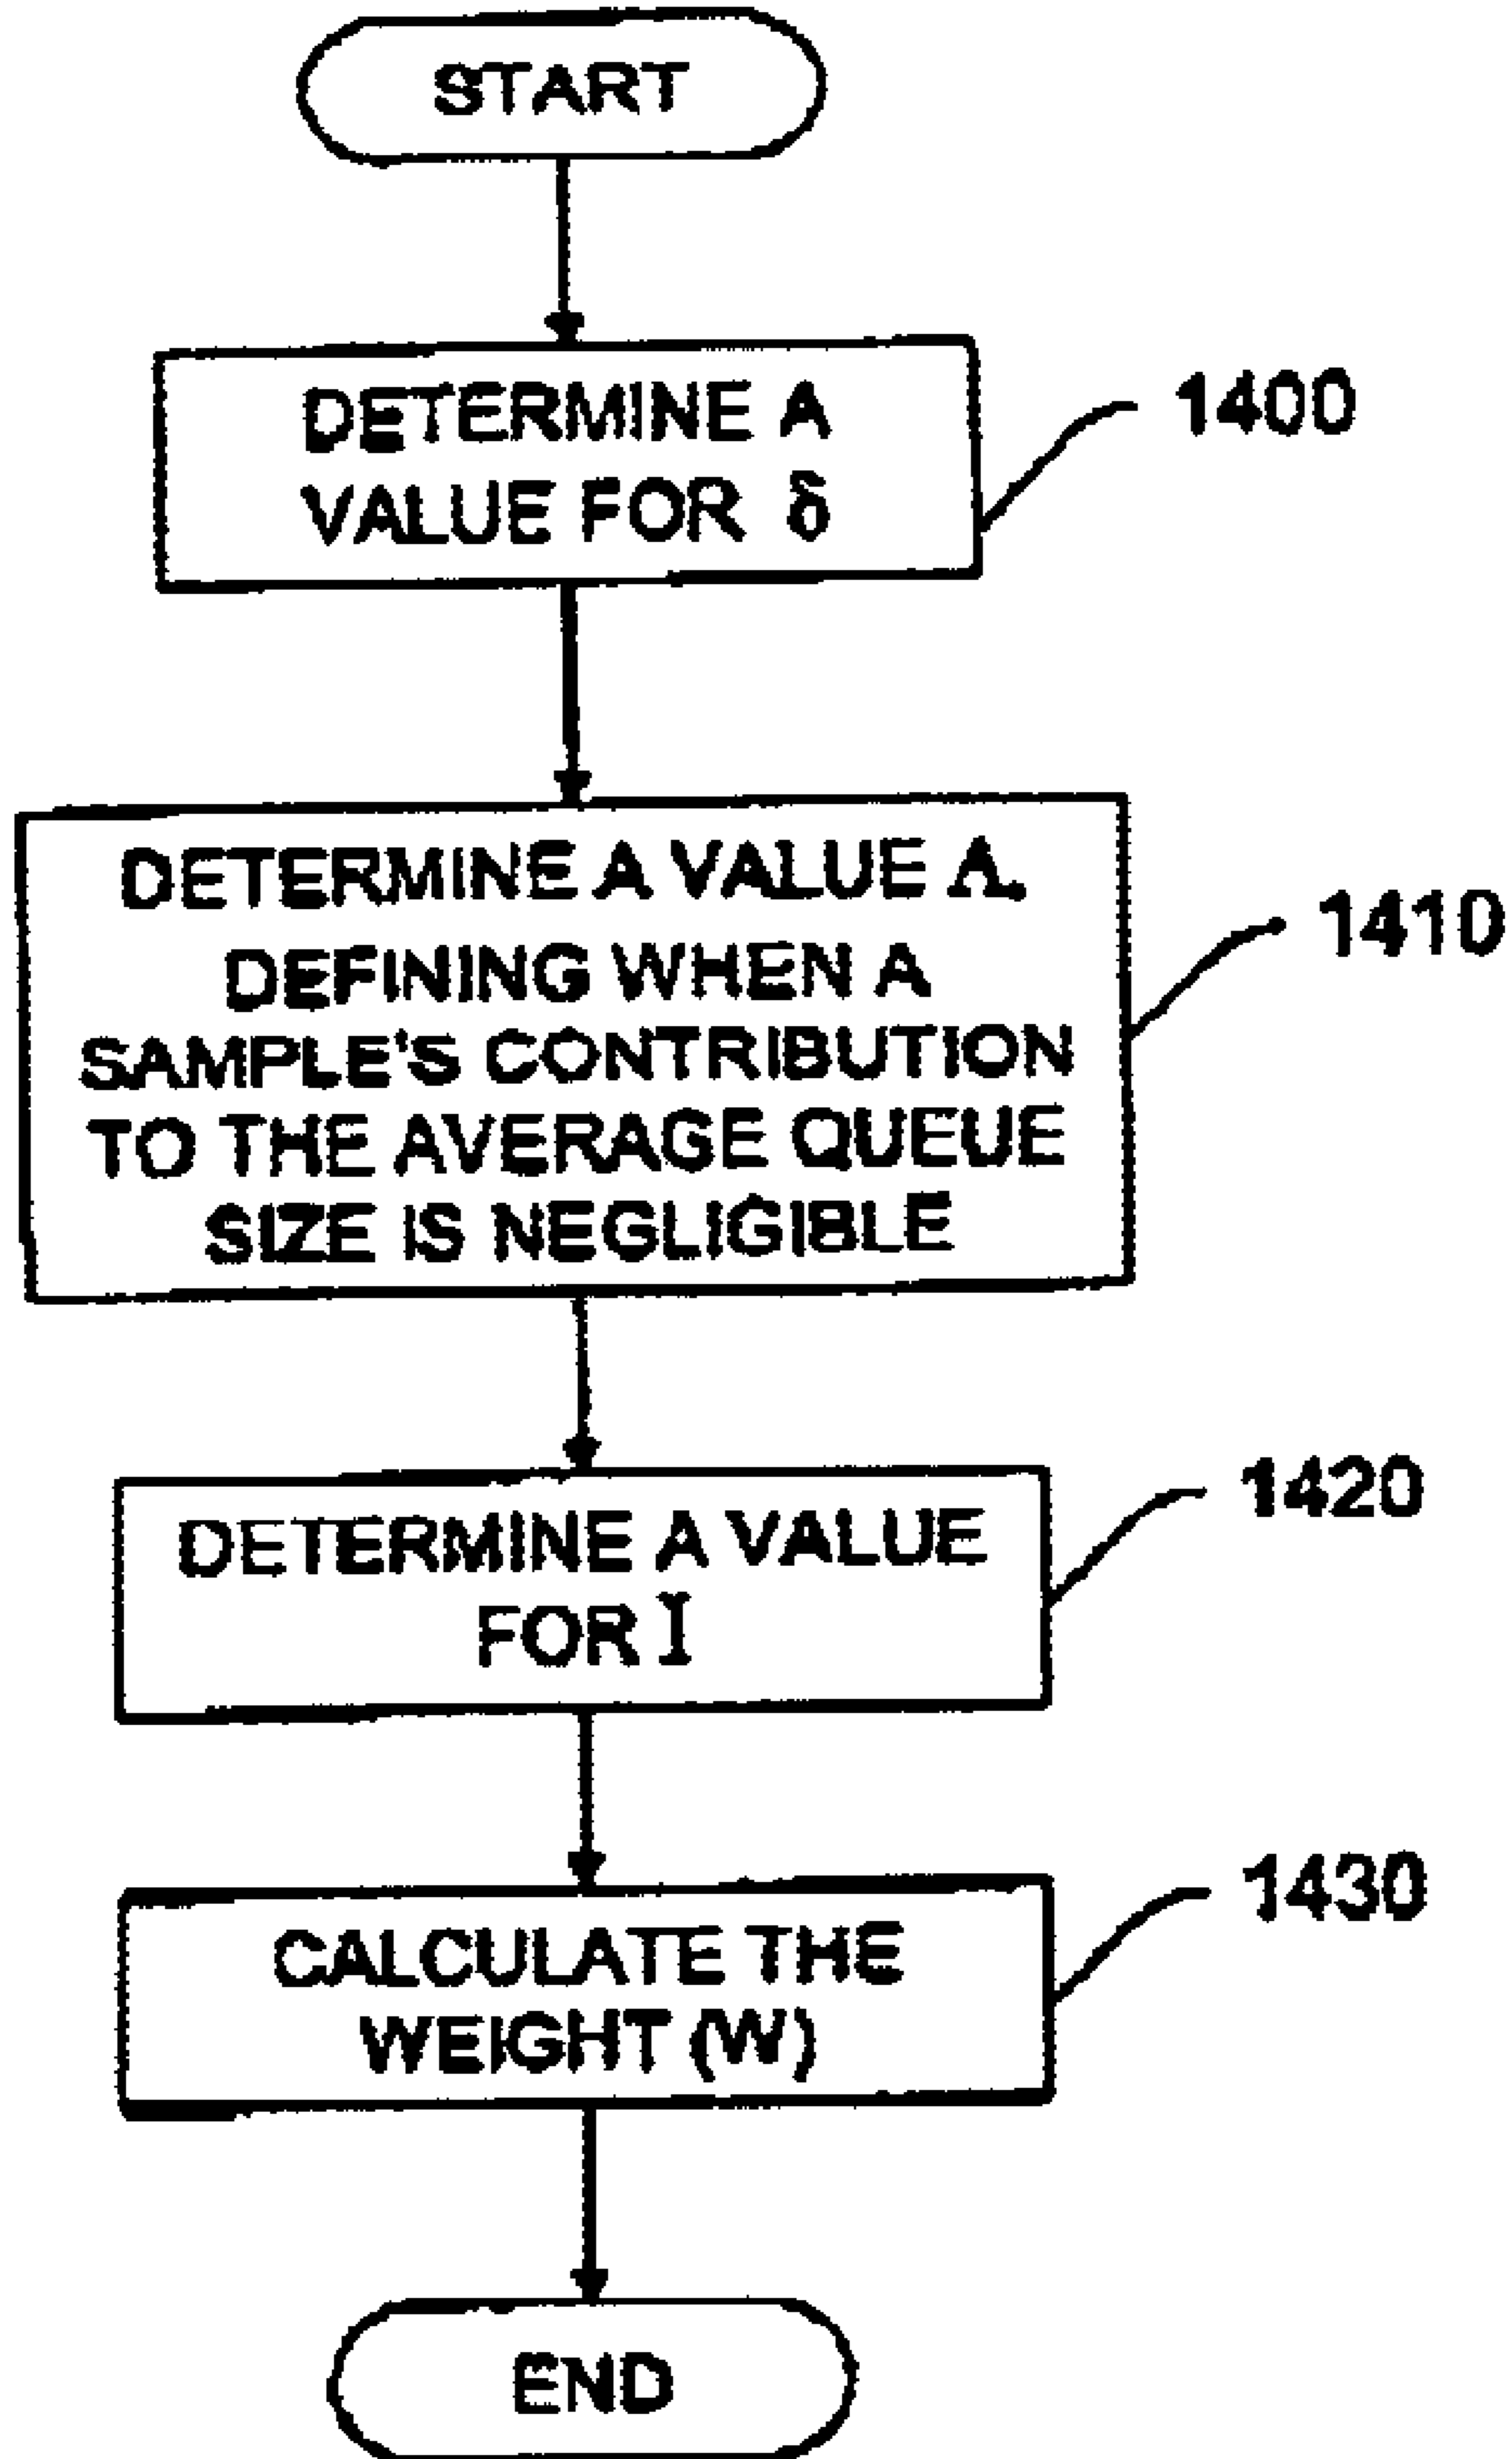 START
DETERMINE A
VALUE FOR δ
1400
DETERMINE A VALUE A,
DEFINING WHEN A
SAMPLE'S CONTRIBUTION
TO THE AVERAGE QUEUE
SIZE IS NEGLIGIBLE
1410
DETERMINE A VALUE
FOR I
1420
CALCULATE THE
WEIGHT (W)
1430
END